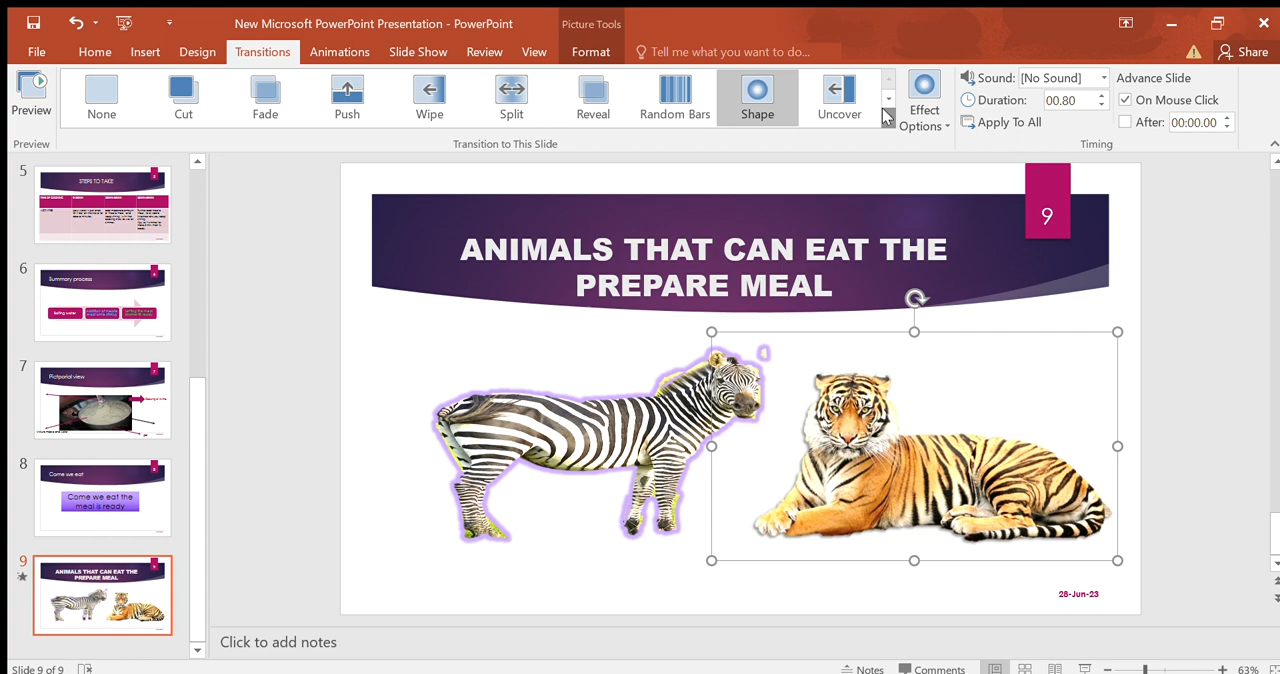 New Microsoft PowerPoint Presentation - PowerPoint
Picture Tools
File Home Insert Design Transitions Animations Slide Show Review View Format Tell me what you want to do... Share
Preview
None Cut Fade Push Wipe Split Reveal Random Bars Shape Uncover
Effect
Options
Sound: [No Sound]
Duration: 00.80
Apply To All
Advance Slide
On Mouse Click
After: 00:00.00
Preview
Transition to This Slide
Timing
5
STEPS TO TAKE
6
Summary process
Boiling water
7
Pictporial view
8
Come we eat
Come we eat the
meal is ready
9
ANIMALS THAT CAN EAT THE
PREPARE MEAL
9
ANIMALS THAT CAN EAT THE
PREPARE MEAL
28-Jun-23
Click to add notes
Slide 9 of 9
Notes
Comments
63%